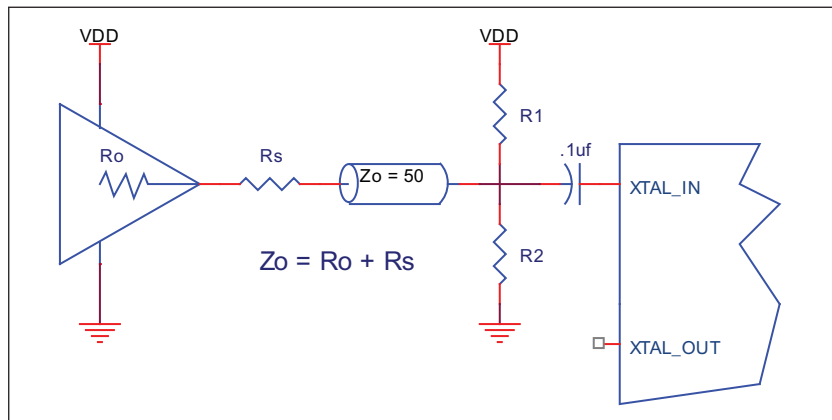 VDD
VDD
R1
.1uf
Ro
Rs
Zo = 50
XTAL_IN
Zo = Ro + Rs
R2
XTAL_OUT